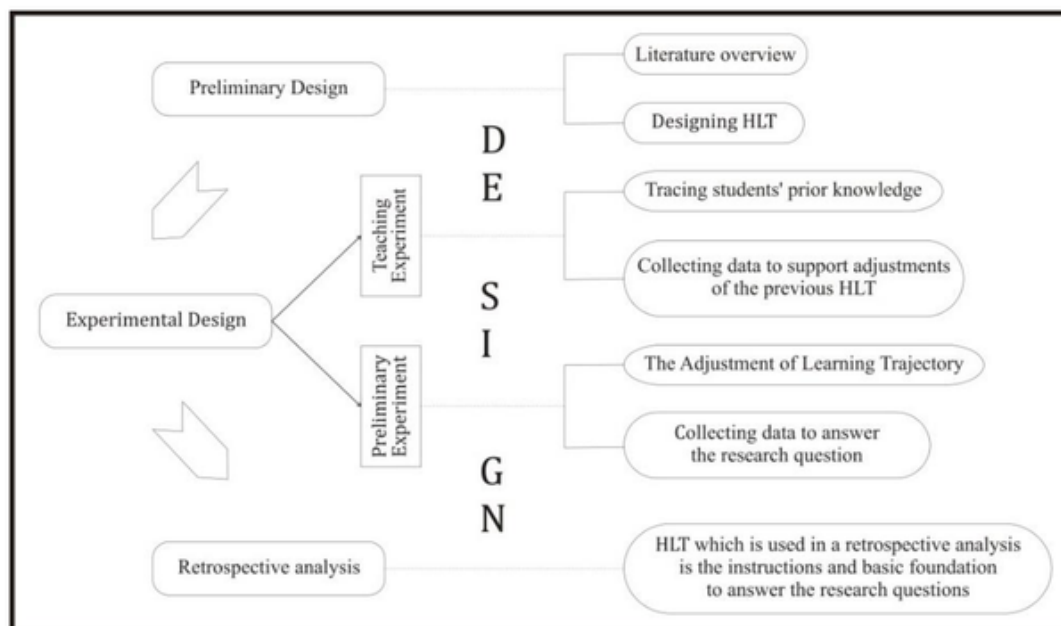 Preliminary Design
Literature overview
Designing HLT
D
E
S
I
G
N
Teaching
Experiment
Tracing students' prior knowledge
Collecting data to support adjustments
of the previous HLT
Experimental Design
Preliminary
Experiment
The Adjustment of Learning Trajectory
Collecting data to answer
the research question
Retrospective analysis
HLT which is used in a retrospective analysis
is the instructions and basic foundation
to answer the research questions